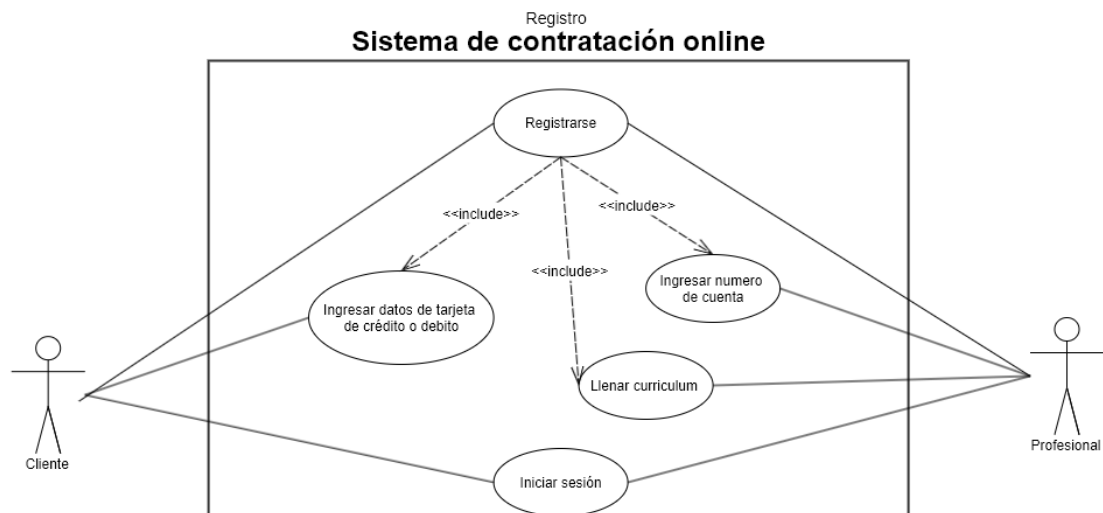 Registro
Sistema de contratación online
Registrarse
<<include>>
<<include>>
<<include>>
Ingresar datos de tarjeta
de crédito o debito
Ingresar numero
de cuenta
Llenar curriculum
Cliente
Profesional
Iniciar sesión